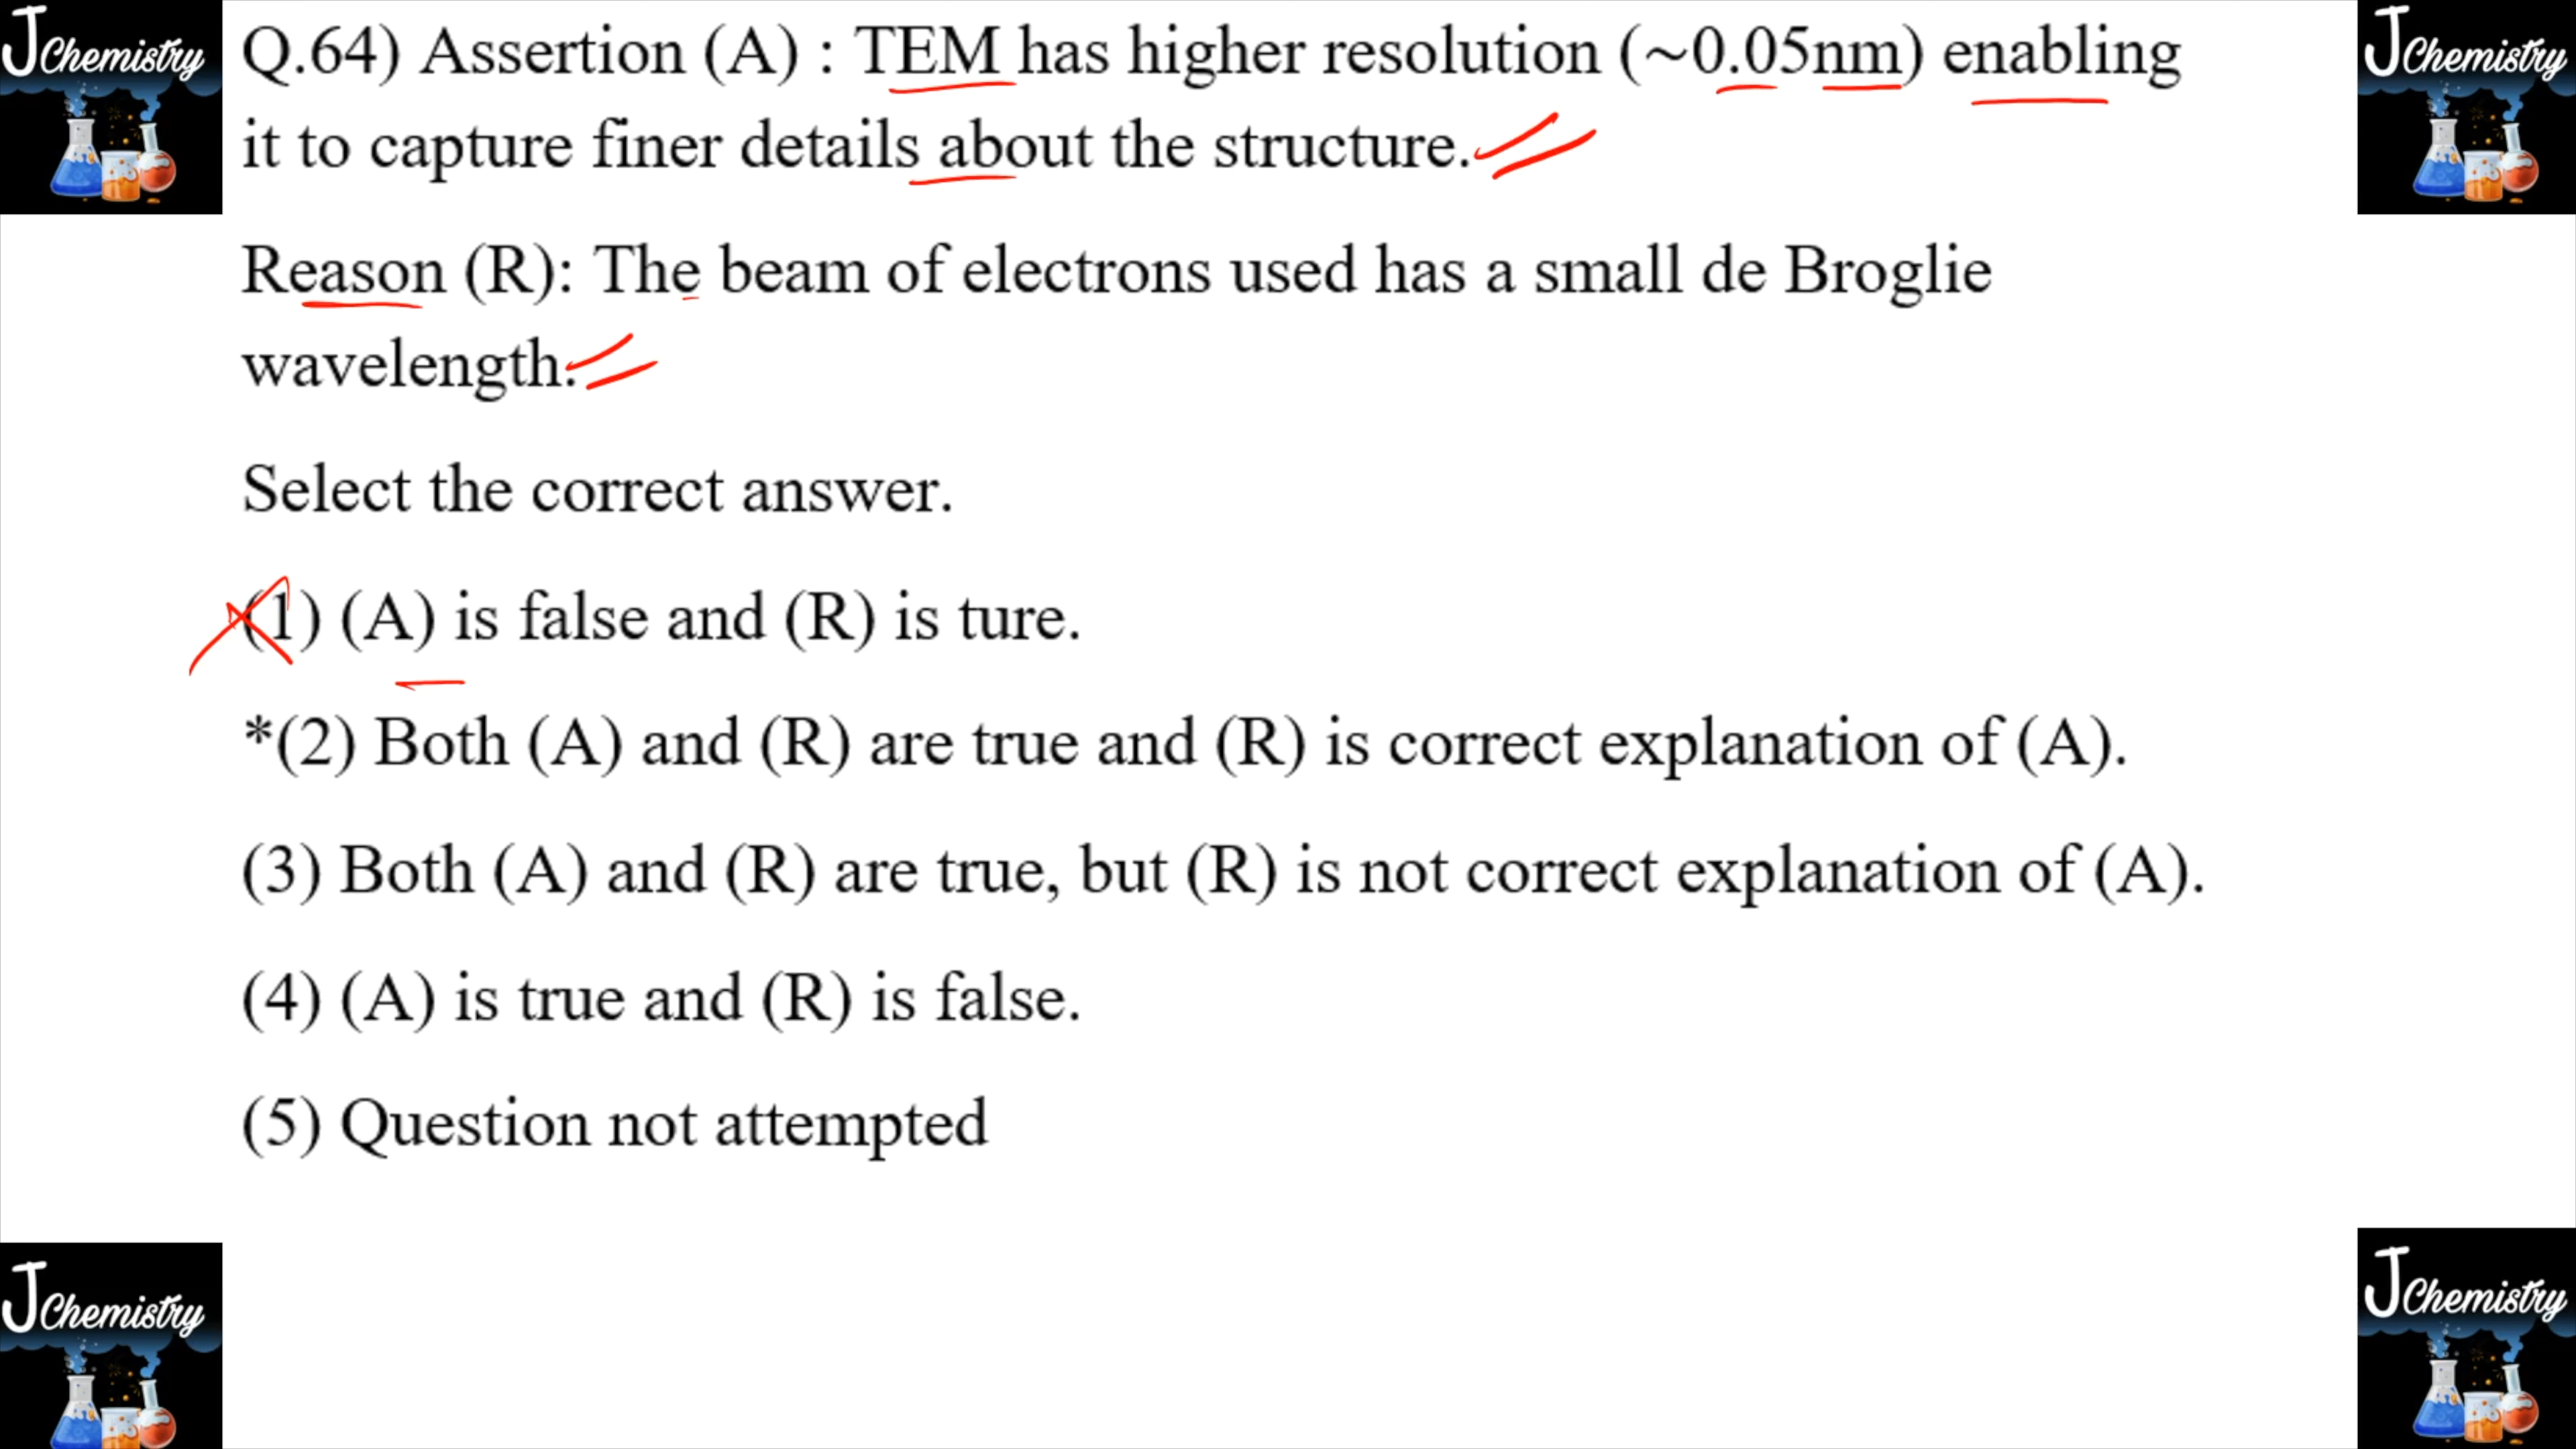 JChemistry
JChemistry
Q.64) Assertion (A) : TEM has higher resolution (~0.05nm) enabling
it to capture finer details about the structure.
Reason (R): The beam of electrons used has a small de Broglie
wavelength.
Select the correct answer.
(1) (A) is false and (R) is ture.
*(2) Both (A) and (R) are true and (R) is correct explanation of (A).
(3) Both (A) and (R) are true, but (R) is not correct explanation of (A).
(4) (A) is true and (R) is false.
(5) Question not attempted
JChemistry
JChemistry